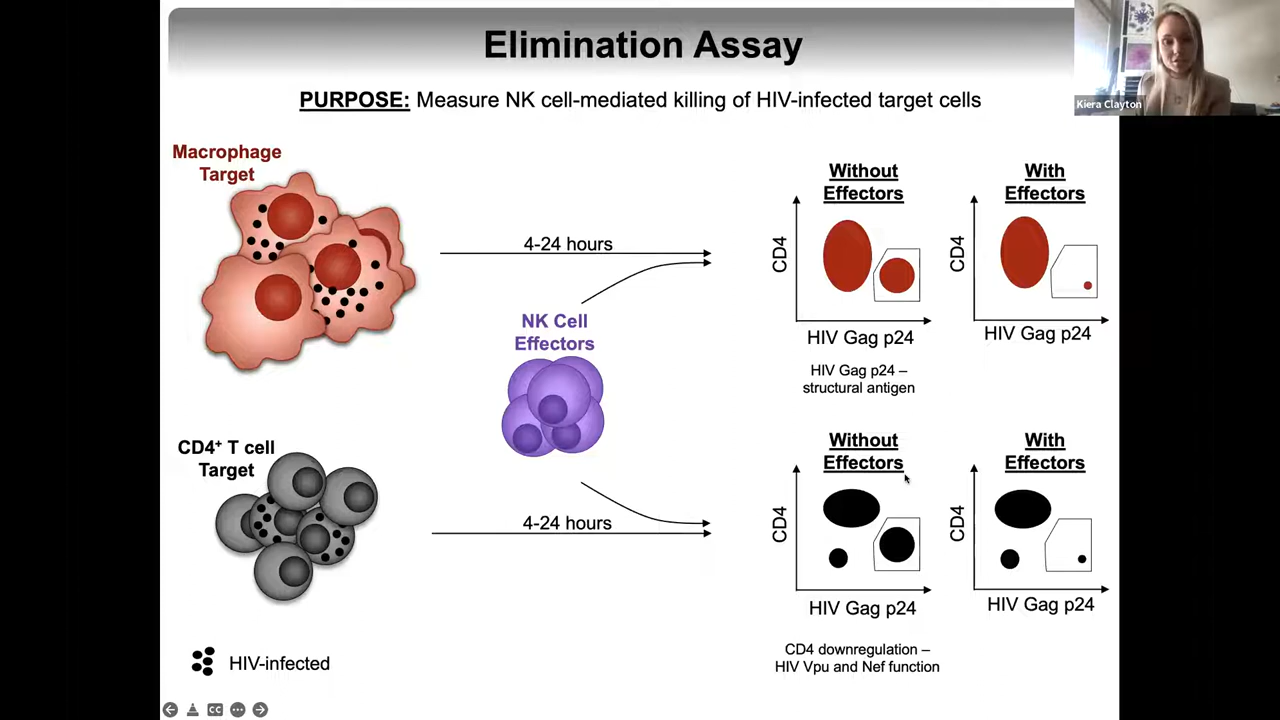 Elimination Assay
PURPOSE: Measure NK cell-mediated killing of HIV-infected target cells
Kiera Clayton
Macrophage
Target
4-24 hours
NK Cell
Effectors
Without
Effectors
With
Effectors
CD4
HIV Gag p24
CD4
HIV Gag p24
HIV Gag p24 –
structural antigen
CD4⁺ T cell
Target
4-24 hours
Without
Effectors
With
Effectors
CD4
HIV Gag p24
CD4
HIV Gag p24
CD4 downregulation –
HIV Vpu and Nef function
HIV-infected
CC